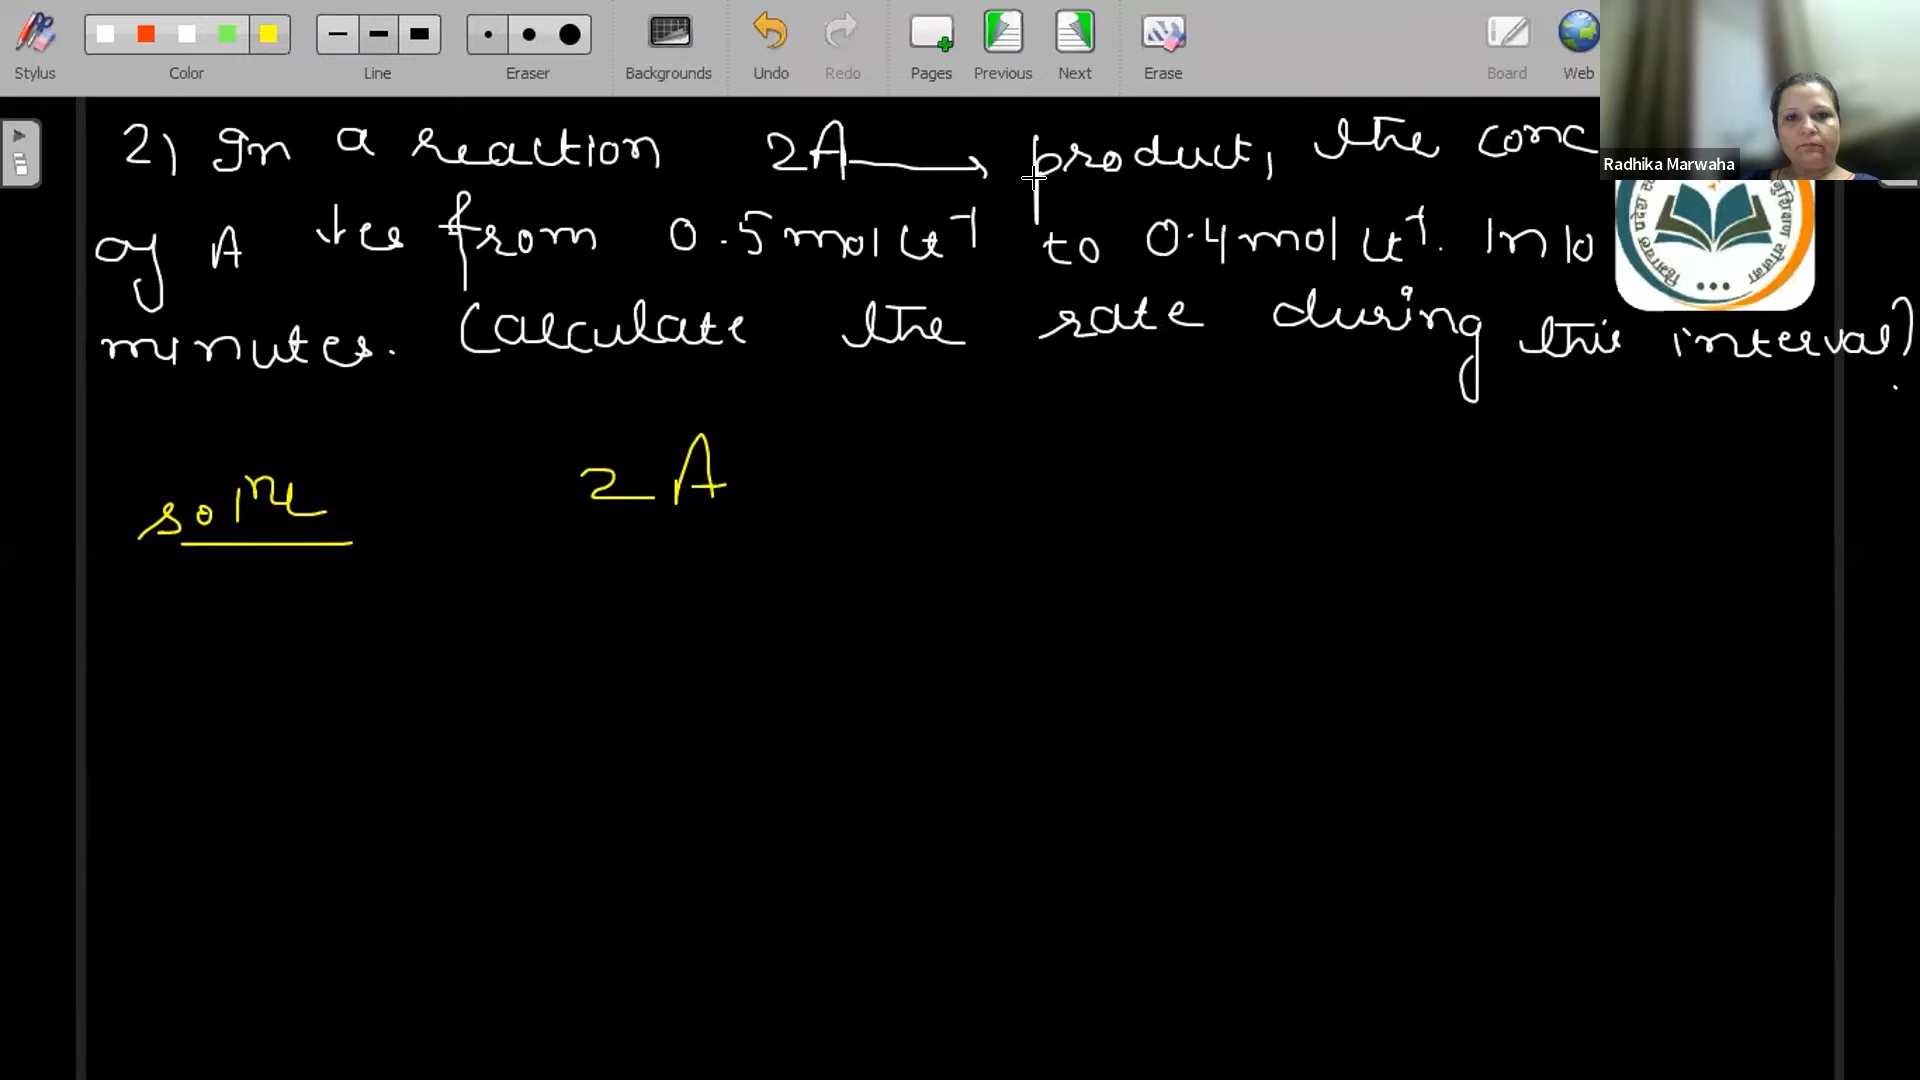 Stylus Color Line Eraser Backgrounds Undo Redo Pages Previous Next Erase Board Web
Radhika Marwaha
2) In a reaction 2A → product, the conc
of A ↓es from 0.5 mol lit⁻¹ to 0.4 mol lit⁻¹. In 10
minutes. Calculate the rate during this interval?
solⁿ 2A